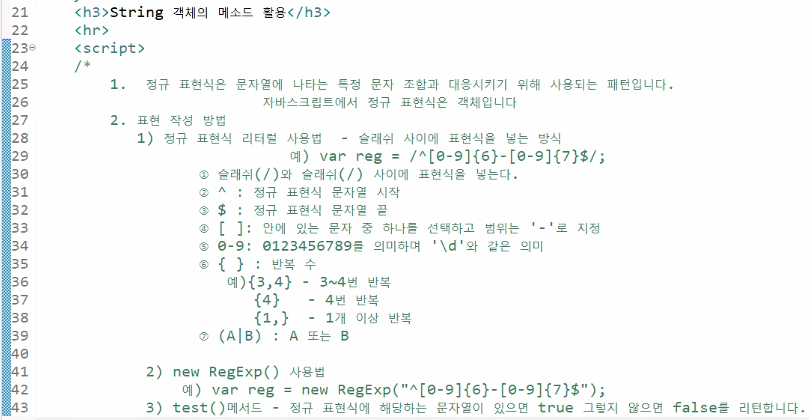 21 <h3>String 객체의 메소드 활용</h3>
22 <hr>
23 <script>
24 /*
25 1. 정규 표현식은 문자열에 나타는 특정 문자 조합과 대응시키기 위해 사용되는 패턴입니다.
26 자바스크립트에서 정규 표현식은 객체입니다
27 2. 표현 작성 방법
28 1) 정규 표현식 리터럴 사용법 - 슬래쉬 사이에 표현식을 넣는 방식
29 예) var reg = /^[0-9]{6}-[0-9]{7}$/;
30 ① 슬래쉬(/)와 슬래쉬(/) 사이에 표현식을 넣는다.
31 ② ^ : 정규 표현식 문자열 시작
32 ③ $ : 정규 표현식 문자열 끝
33 ④ [ ]: 안에 있는 문자 중 하나를 선택하고 범위는 '-'로 지정
34 ⑤ 0-9: 0123456789를 의미하며 '\d'와 같은 의미
35 ⑥ { } : 반복 수
36 예){3,4} - 3~4번 반복
37 {4} - 4번 반복
38 {1,} - 1개 이상 반복
39 ⑦ (A|B) : A 또는 B
40
41 2) new RegExp() 사용법
42 예) var reg = new RegExp("^[0-9]{6}-[0-9]{7}$");
43 3) test()메서드 - 정규 표현식에 해당하는 문자열이 있으면 true 그렇지 않으면 false를 리턴합니다.